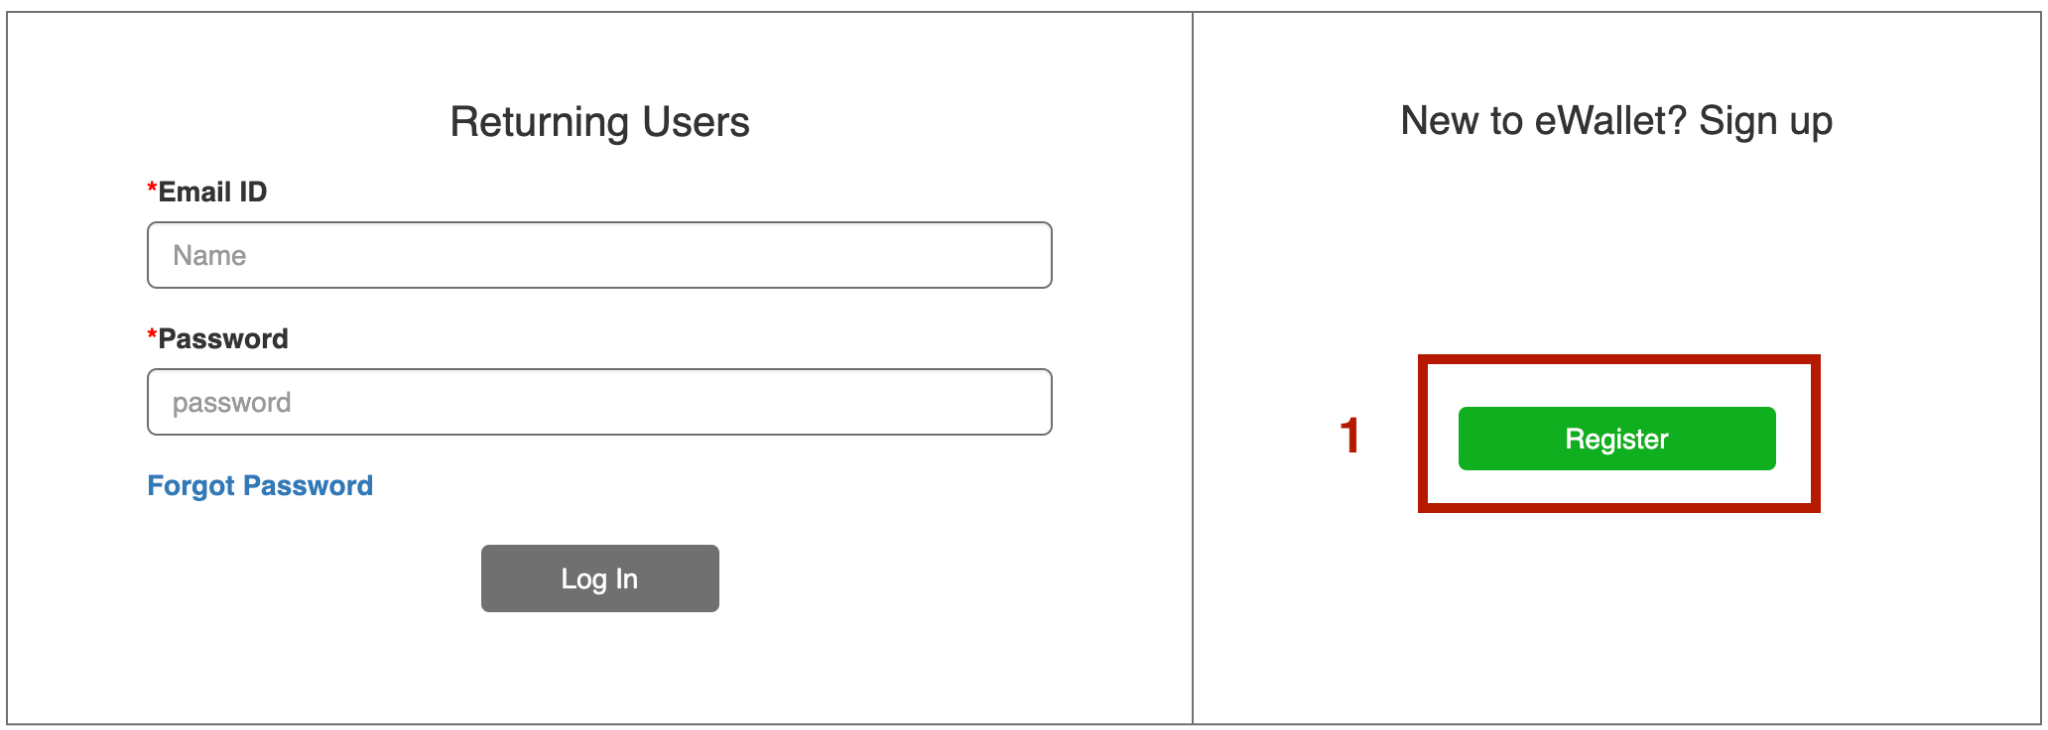 Returning Users
*Email ID
Name
*Password
password
Forgot Password
Log In
New to eWallet? Sign up
1
Register